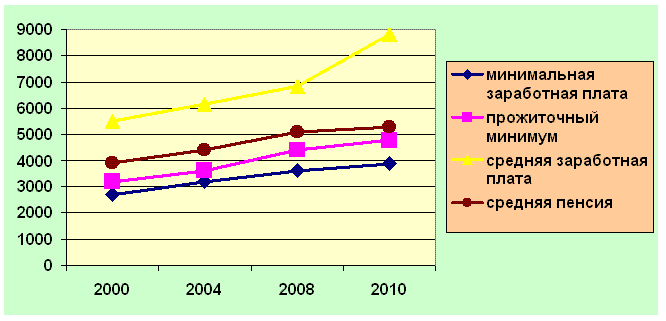 9000
8000
7000
6000
5000
4000
3000
2000
1000
0
2000 2004 2008 2010
минимальная
заработная плата
прожиточный
минимум
средняя заработная
плата
средняя пенсия